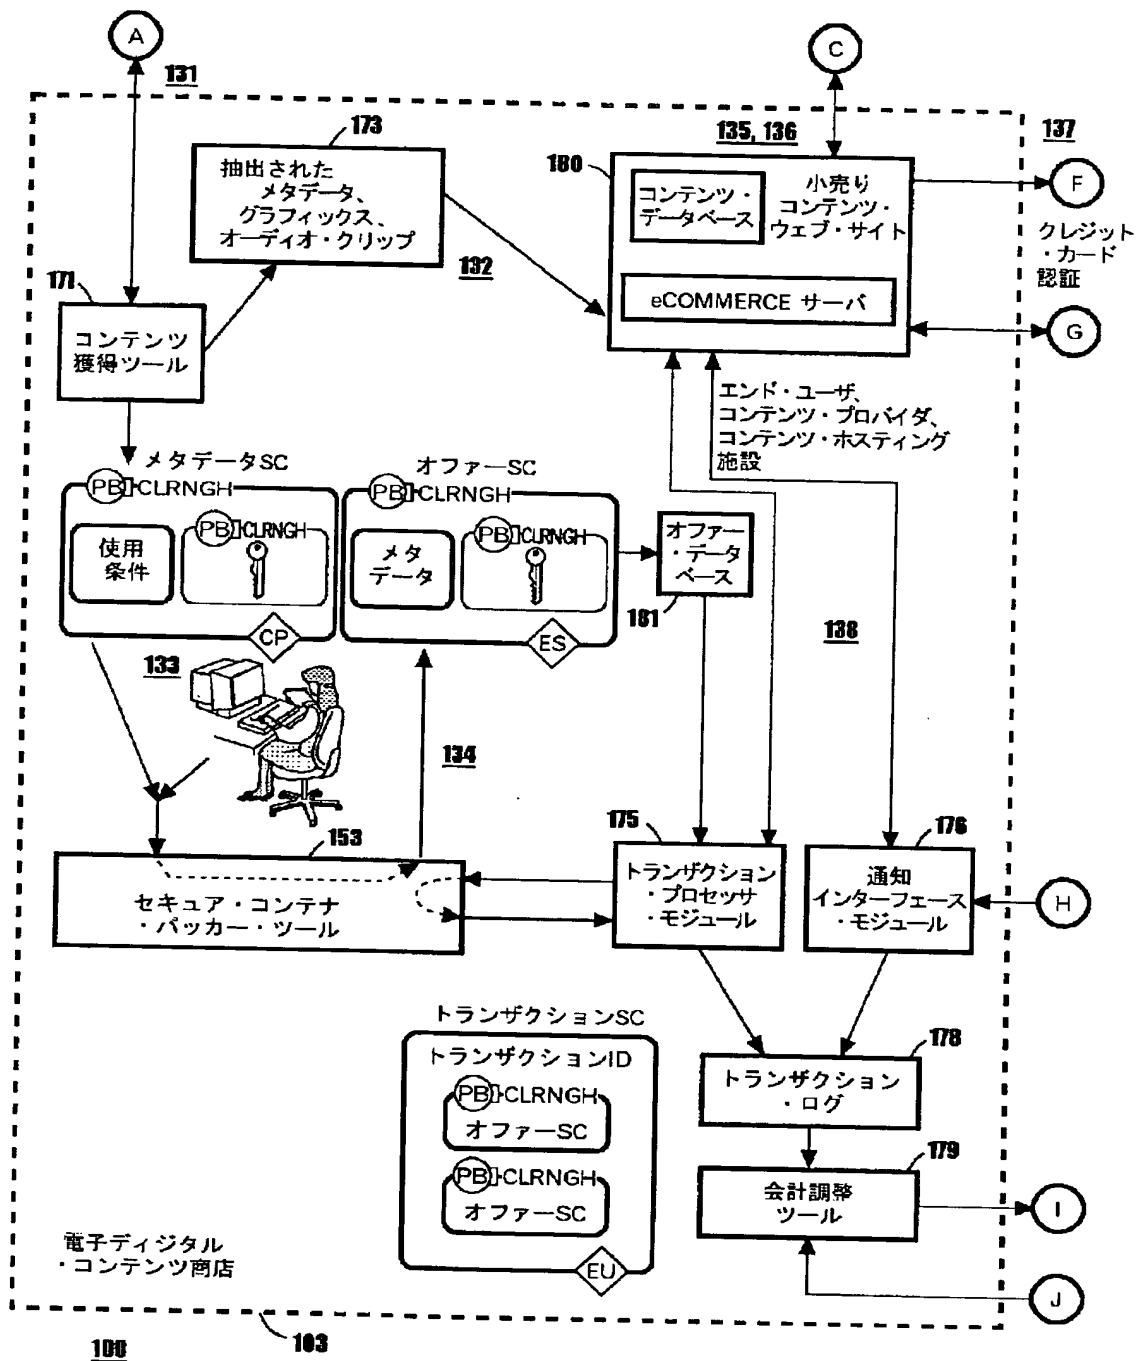 A
C
131
173
135, 136
137
180
抽出された
メタデータ、
グラフィックス、
オーディオ・クリップ
コンテンツ・
データベース
小売り
コンテンツ・
ウェブ・サイト
F
クレジット
・カード
認証
132
171
eCOMMERCE サーバ
G
コンテンツ
獲得ツール
エンド・ユーザ、
コンテンツ・プロバイダ、
コンテンツ・ホスティング
施設
メタデータSC
PB CLRNGH
使用
条件
PB CLRNGH
CP
オファーSC
PB CLRNGH
メタ
データ
PB CLRNGH
ES
オファー
・データ
ベース
181
138
133
134
153
175
176
セキュア・コンテナ
・パッカー・ツール
トランザクション
・プロセッサ
・モジュール
通知
インターフェース
・モジュール
H
トランザクションSC
トランザクションID
PB CLRNGH
オファーSC
PB CLRNGH
オファーSC
EU
178
トランザクション
・ログ
179
会計調整
ツール
I
J
電子ディジタル
・コンテンツ商店
103
100